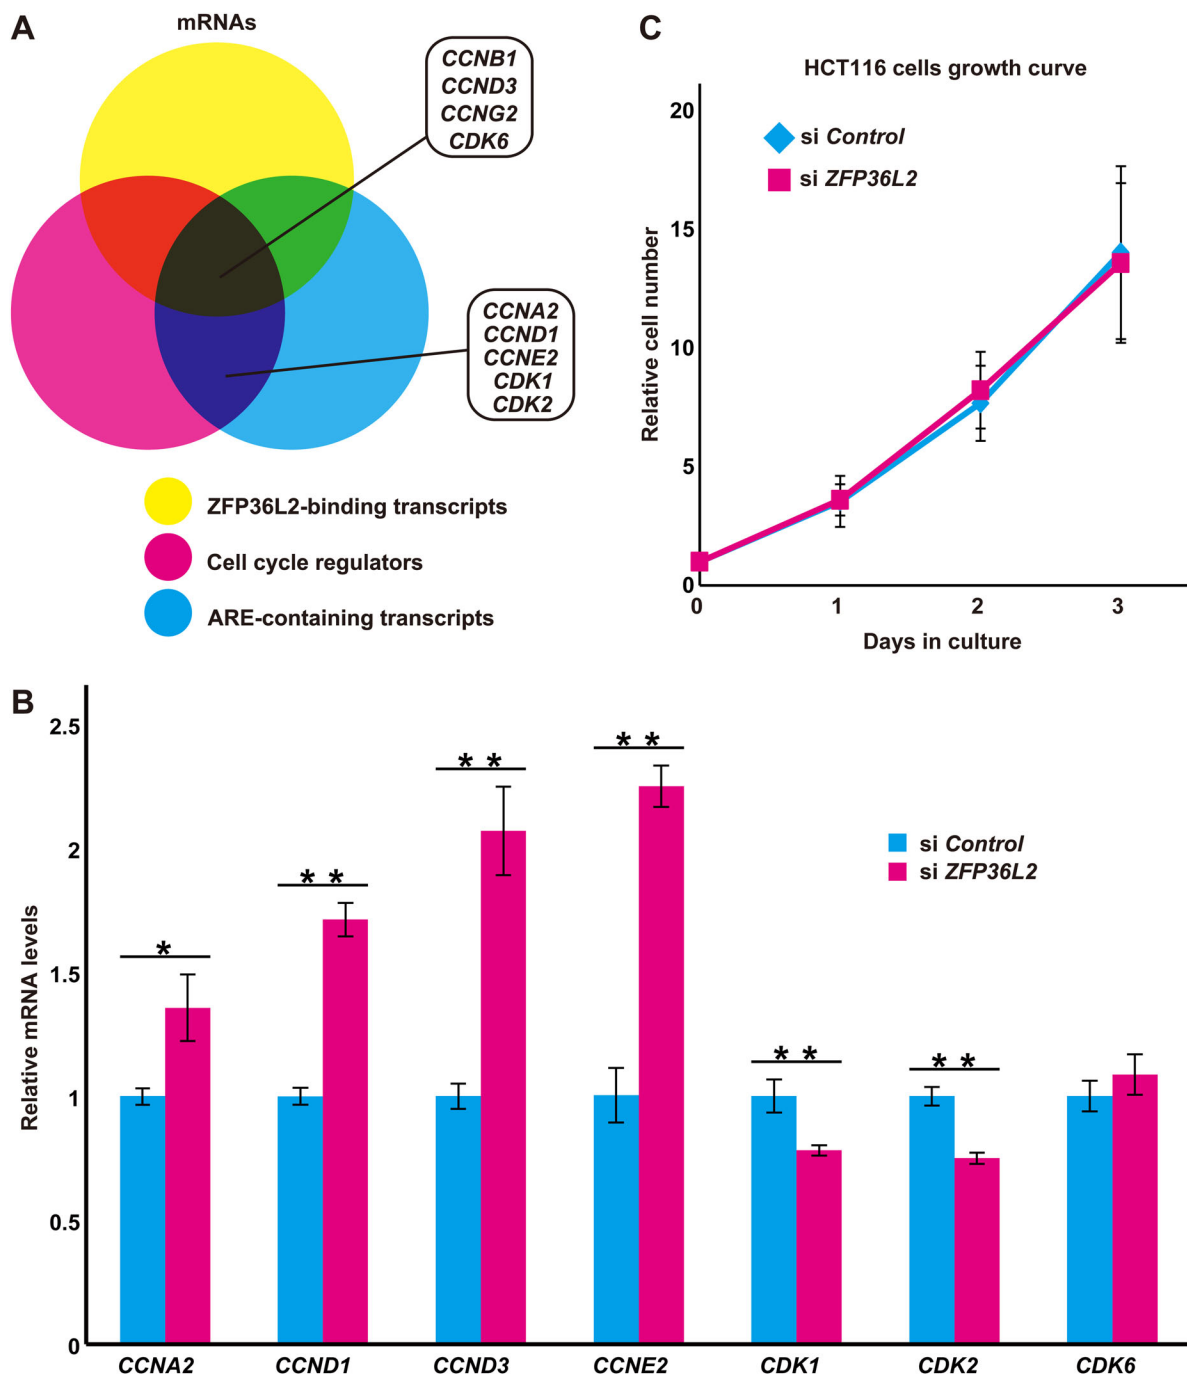 A
mRNAs
CCNB1
CCND3
CCNG2
CDK6
CCNA2
CCND1
CCNE2
CDK1
CDK2
ZFP36L2-binding transcripts
Cell cycle regulators
ARE-containing transcripts
C
HCT116 cells growth curve
si Control
si ZFP36L2
Relative cell number
20
15
10
5
0
0 1 2 3
Days in culture
B
Relative mRNA levels
2.5
2
1.5
1
0.5
0
* ** ** ** ** **
si Control
si ZFP36L2
CCNA2 CCND1 CCND3 CCNE2 CDK1 CDK2 CDK6